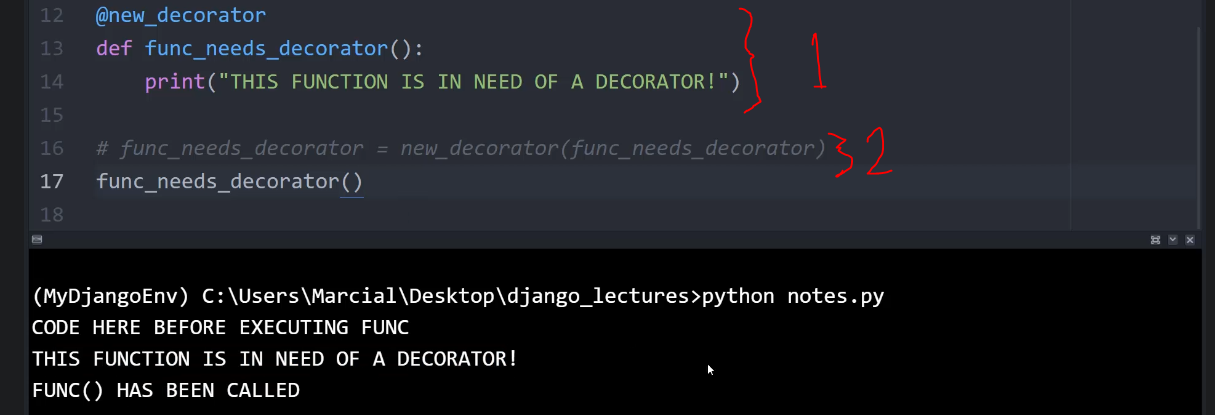 12 @new_decorator
13 def func_needs_decorator():
14 print("THIS FUNCTION IS IN NEED OF A DECORATOR!")
1
15
16 # func_needs_decorator = new_decorator(func_needs_decorator)
2
17 func_needs_decorator()
18
(MyDjangoEnv) C:\Users\Marcial\Desktop\django_lectures>python notes.py
CODE HERE BEFORE EXECUTING FUNC
THIS FUNCTION IS IN NEED OF A DECORATOR!
FUNC() HAS BEEN CALLED